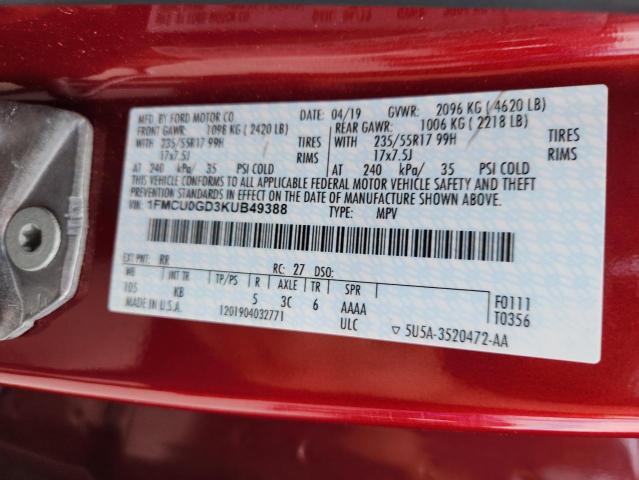 MFD. BY FORD MOTOR CO. DATE: 04/19 GVWR: 2096 KG ( 4620 LB)
FRONT GAWR: 1098 KG ( 2420 LB) REAR GAWR: 1006 KG ( 2218 LB)
WITH 235/55R17 99H TIRES WITH 235/55R17 99H TIRES
17x7.5J RIMS 17x7.5J RIMS
AT 240 kPa/ 35 PSI COLD AT 240 kPa/ 35 PSI COLD
THIS VEHICLE CONFORMS TO ALL APPLICABLE FEDERAL MOTOR VEHICLE SAFETY AND THEFT
PREVENTION STANDARDS IN EFFECT ON THE DATE OF MANUFACTURE SHOWN ABOVE.
VIN: 1FMCU0GD3KUB49388 TYPE: MPV
EXT PNT: RR RC: 27 DSO:
WB INT TR TP/PS R AXLE TR SPR
105 KB 5 3C 6 AAAA F0111
MADE IN U.S.A. 1201904032771 ULC ▽ 5U5A-3520472-AA T0356